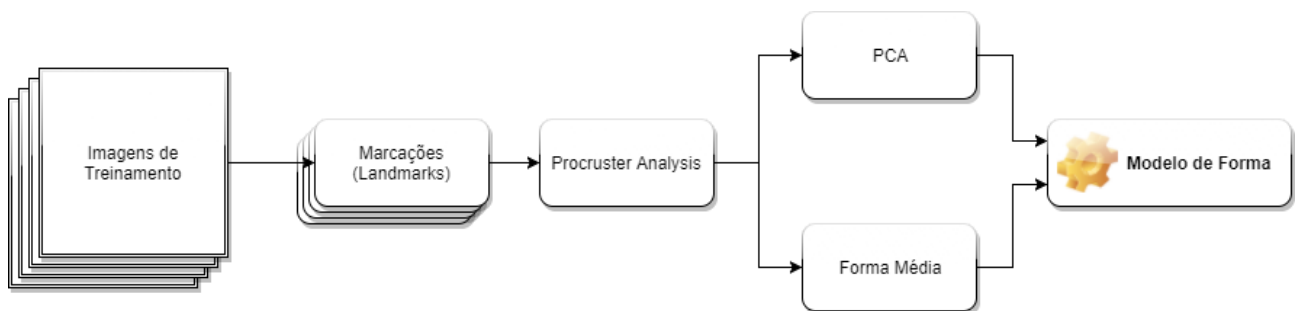 PCA
Imagens de
Treinamento
Marcações
(Landmarks)
Procruster Analysis
Modelo de Forma
Forma Média